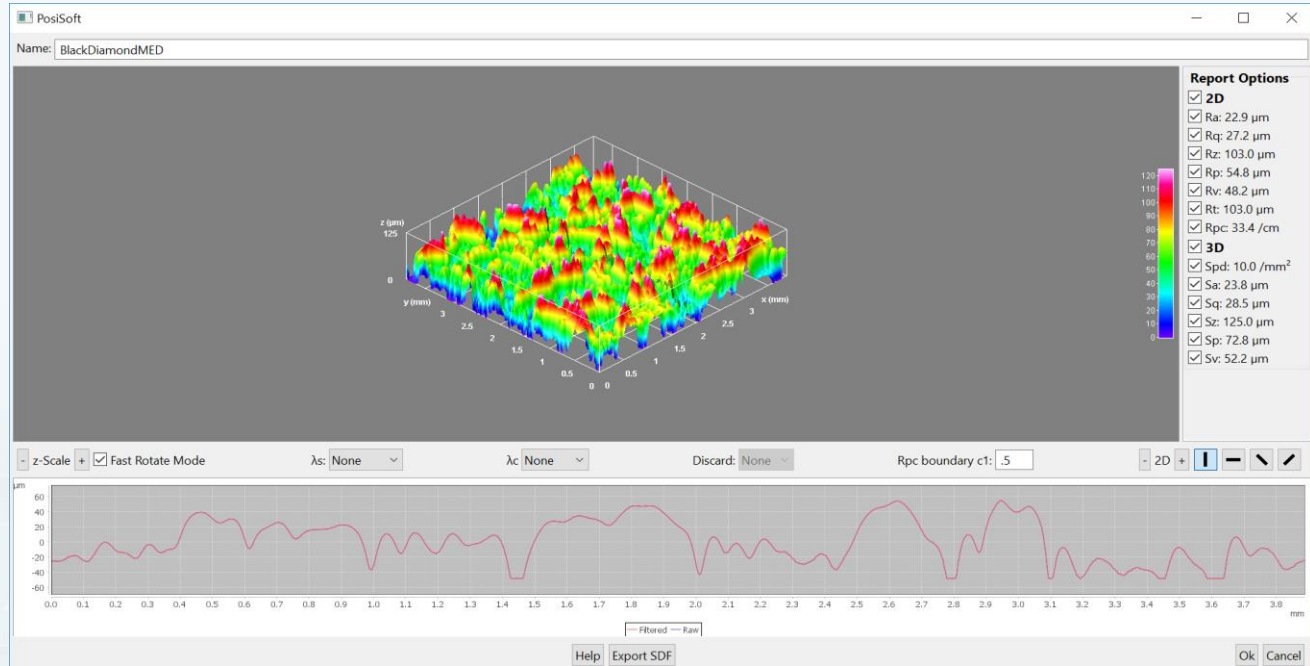 PosiSoft
Name: BlackDiamondMED
Report Options
2D
Ra: 22.9 µm
Rq: 27.2 µm
Rz: 103.0 µm
Rp: 54.8 µm
Rv: 48.2 µm
Rt: 103.0 µm
Rpc: 33.4 /cm
3D
Spd: 10.0 /mm²
Sa: 23.8 µm
Sq: 28.5 µm
Sz: 125.0 µm
Sp: 72.8 µm
Sv: 52.2 µm
z (µm)
125
0
y (mm)
3
2.5
2
1.5
1
0.5
0
0
0.5
1
1.5
2
2.5
3
x (mm)
120
110
100
90
80
70
60
50
40
30
20
10
0
- z-Scale + Fast Rotate Mode λs: None λc None Discard: None Rpc boundary c1: .5 - 2D +
µm
60
40
20
0
-20
-40
-60
0.0 0.1 0.2 0.3 0.4 0.5 0.6 0.7 0.8 0.9 1.0 1.1 1.2 1.3 1.4 1.5 1.6 1.7 1.8 1.9 2.0 2.1 2.2 2.3 2.4 2.5 2.6 2.7 2.8 2.9 3.0 3.1 3.2 3.3 3.4 3.5 3.6 3.7 3.8
mm
Filtered Raw
Help Export SDF Ok Cancel